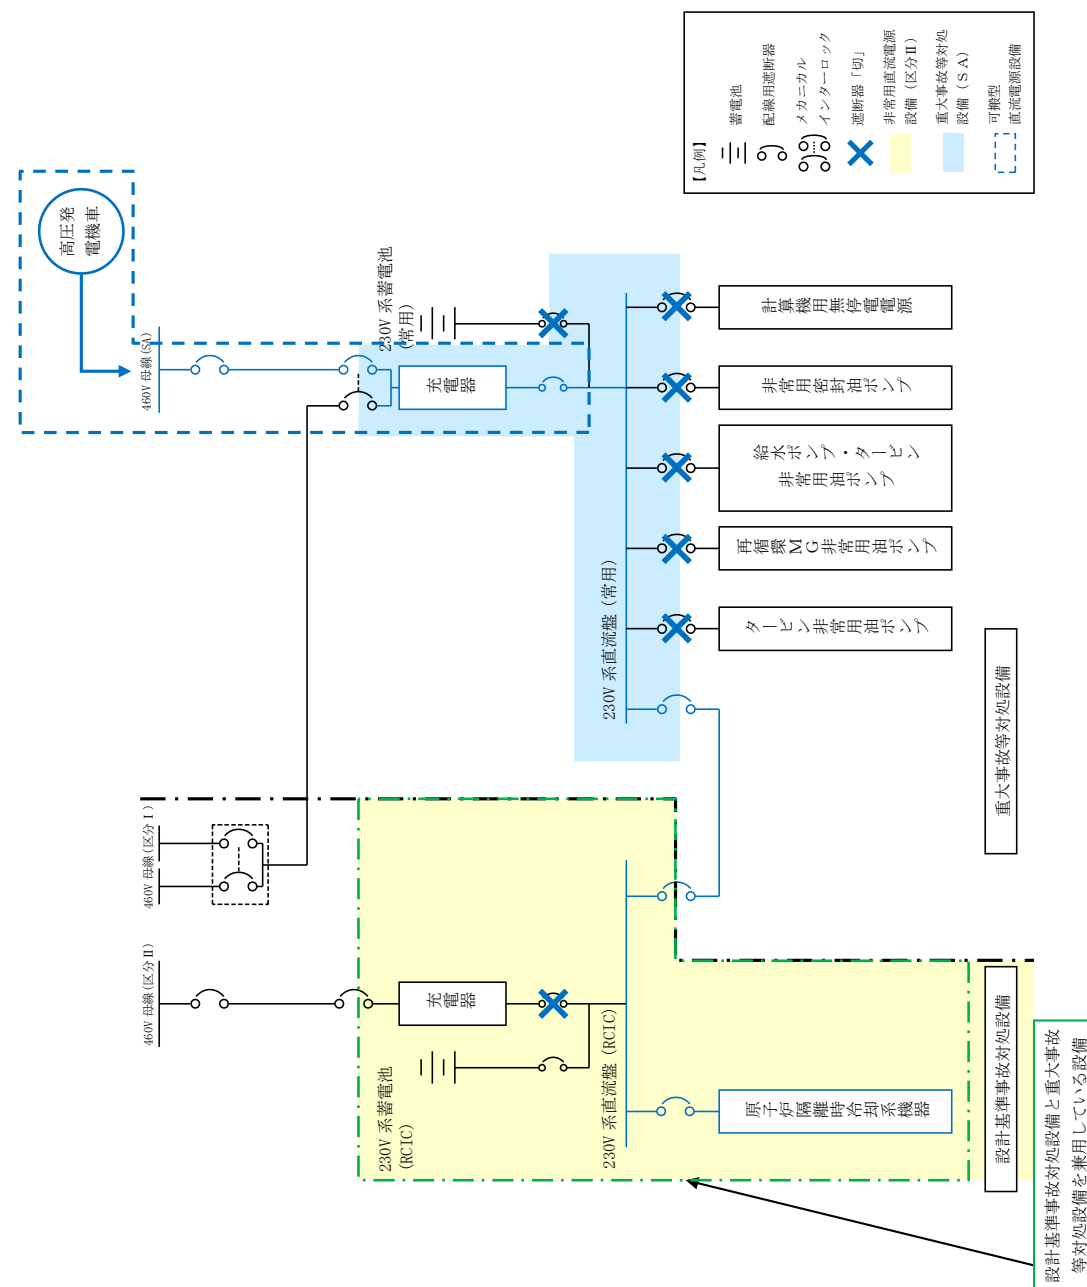 【凡例】
蓄電池
配線用遮断器
メカニカル
インターロック
遮断器「切」
非常用直流電源
設備（区分Ⅱ）
重大事故等対処
設備（ＳＡ）
可搬型
直流電源設備
高圧発
電機車
460V 母線(SA)
230V 系蓄電池
(常用)
充電器
計算機用無停電電源
非常用密封油ポンプ
給水ポンプ・タービン
非常用油ポンプ
再循環ＭＧ非常用油ポンプ
タービン非常用油ポンプ
230V 系直流盤 (常用)
重大事故等対処設備
460V 母線(区分Ⅰ)
460V 母線(区分Ⅱ)
充電器
230V 系蓄電池
(RCIC)
230V 系直流盤 (RCIC)
原子炉隔離時冷却系機器
設計基準事故対処設備
設計基準事故対処設備と重大事故
等対処設備を兼用している設備